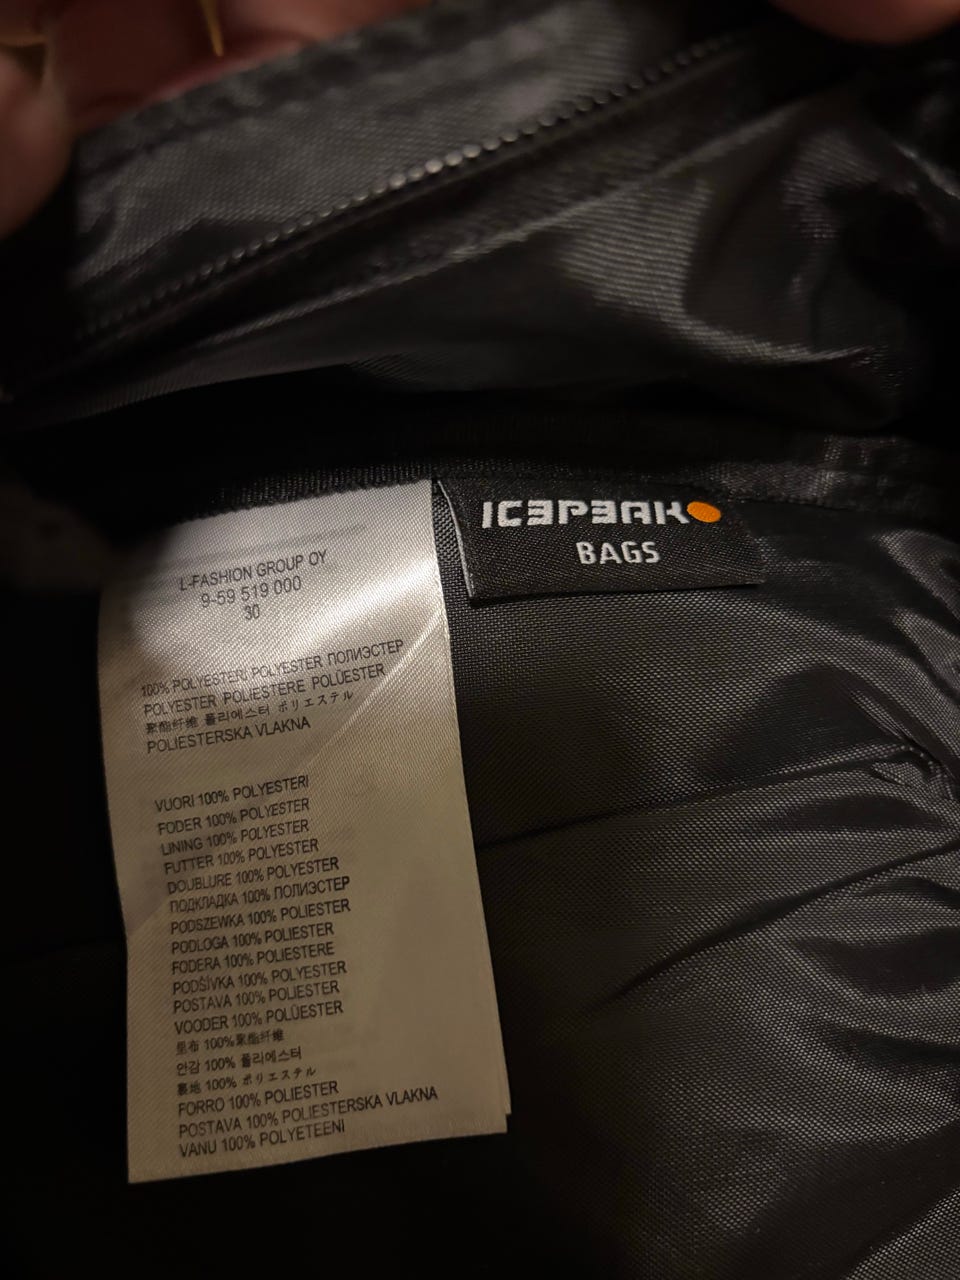 ICEPEAK
BAGS
L-FASHION GROUP OY
9-59 519 000
30
100% POLYESTERI POLYESTER ПОЛИЭСТЕР
POLYESTER POLIESTERE POLÜESTER
聚酯纤维 폴리에스터 ポリエステル
POLIESTERSKA VLAKNA
VUORI 100% POLYESTERI
FODER 100% POLYESTER
LINING 100% POLYESTER
FUTTER 100% POLYESTER
DOUBLURE 100% POLYESTER
ПОДКЛАДКА 100% ПОЛИЭСТЕР
PODSZEWKA 100% POLIESTER
PODLOGA 100% POLIESTER
FODERA 100% POLIESTERE
PODŠÍVKA 100% POLYESTER
POSTAVA 100% POLIESTER
VOODER 100% POLÜESTER
里布 100%聚酯纤维
안감 100% 폴리에스터
裏地 100% ポリエステル
FORRO 100% POLIESTER
POSTAVA 100% POLIESTERSKA VLAKNA
VANU 100% POLYETEENI